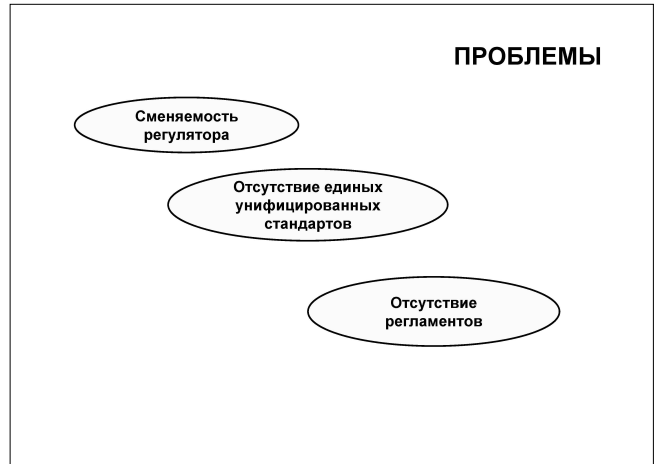 ПРОБЛЕМЫ
Сменяемость
регулятора
Отсутствие единых
унифицированных
стандартов
Отсутствие
регламентов